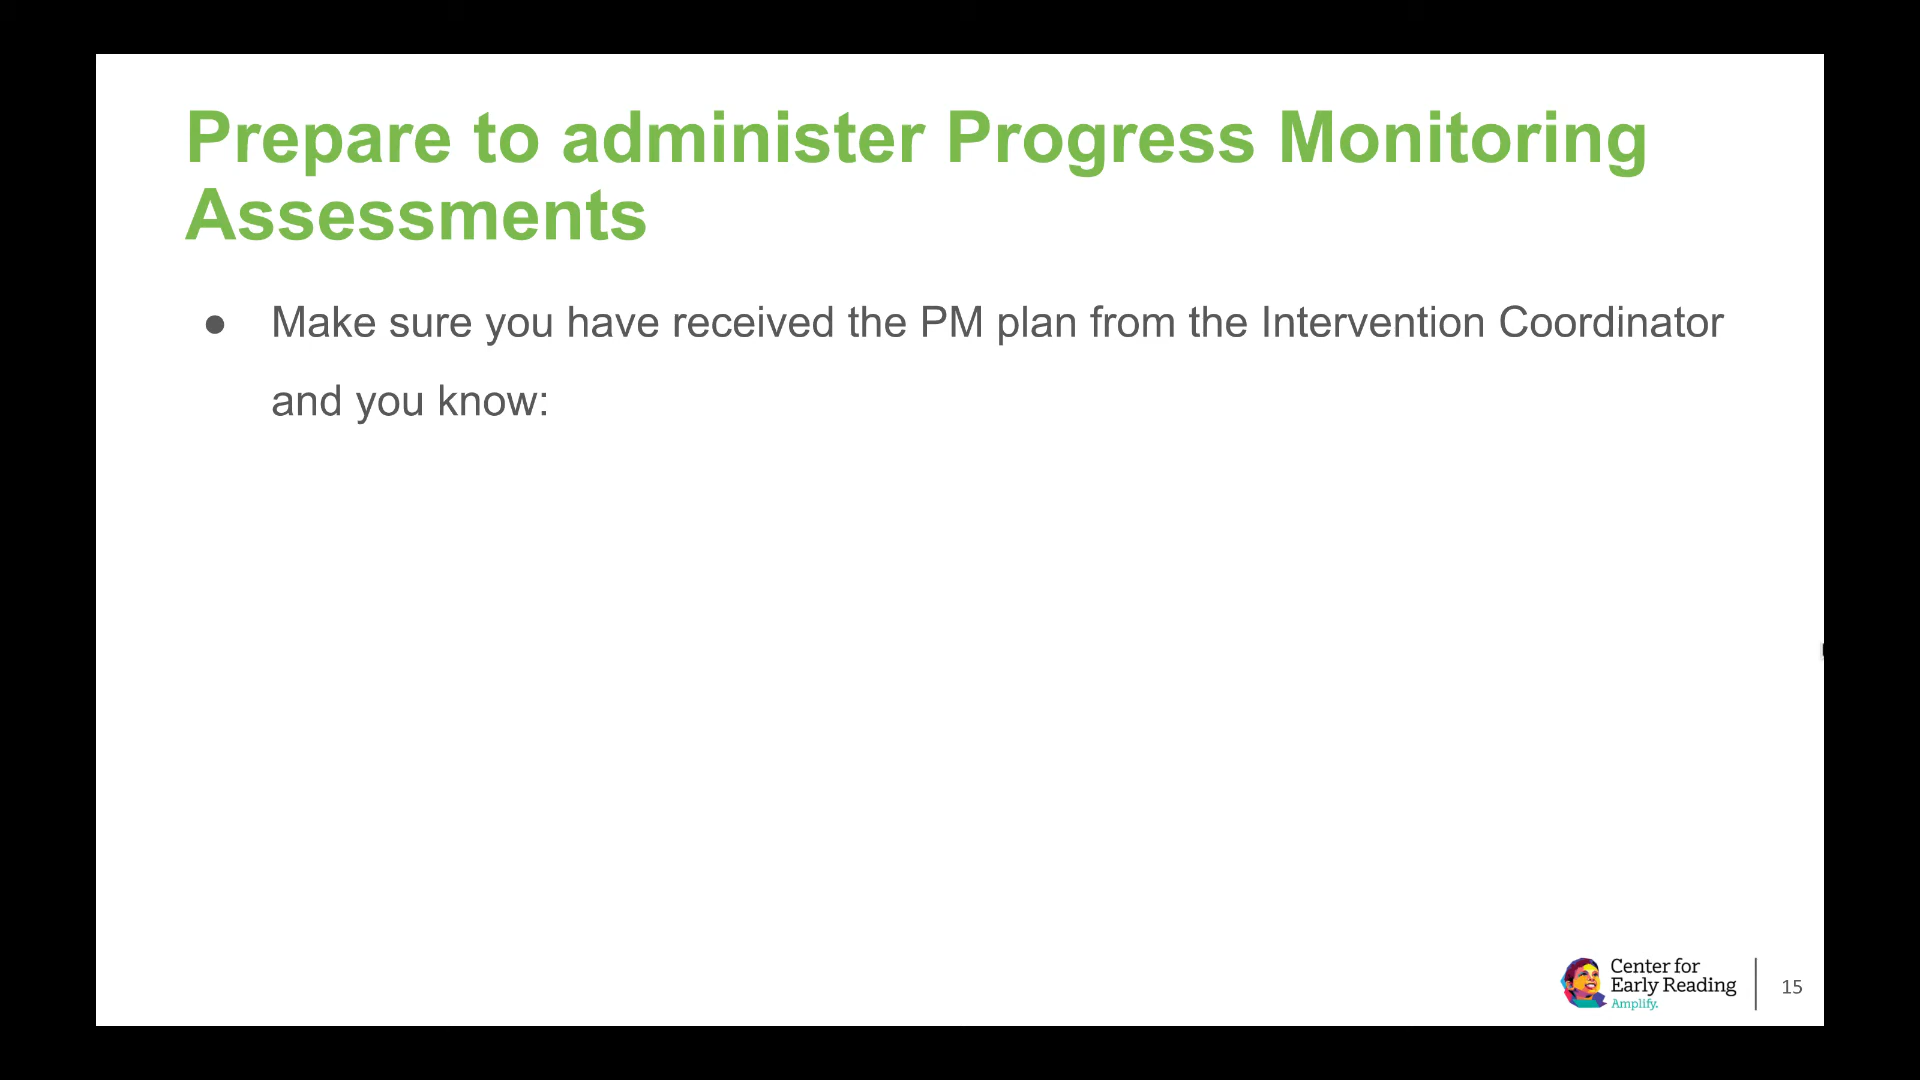 Prepare to administer Progress Monitoring
Assessments
● Make sure you have received the PM plan from the Intervention Coordinator
and you know:
Center for
Early Reading
Amplify.
15